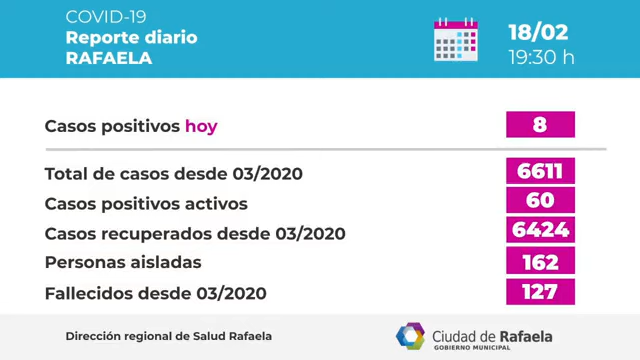 COVID-19
Reporte diario
RAFAELA
18/02
19:30 h
Casos positivos hoy 8
Total de casos desde 03/2020 6611
Casos positivos activos 60
Casos recuperados desde 03/2020 6424
Personas aisladas 162
Fallecidos desde 03/2020 127
Dirección regional de Salud Rafaela
Ciudad de Rafaela
GOBIERNO MUNICIPAL